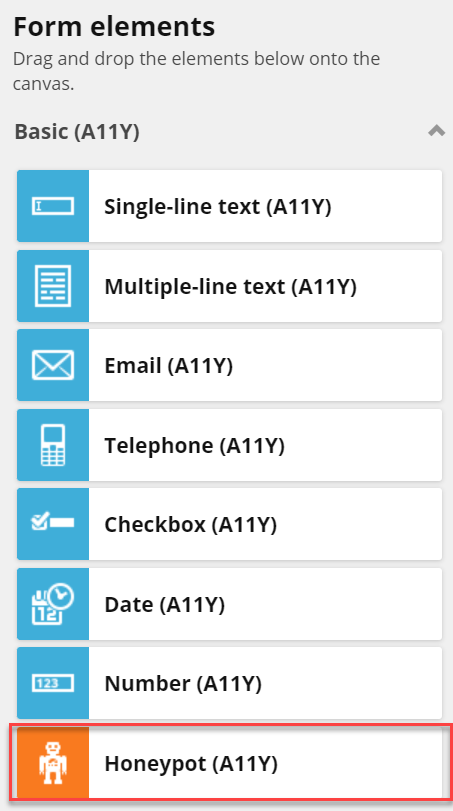 Form elements
Drag and drop the elements below onto the
canvas.
Basic (A11Y)
Single-line text (A11Y)
Multiple-line text (A11Y)
Email (A11Y)
Telephone (A11Y)
Checkbox (A11Y)
12
Date (A11Y)
123
Number (A11Y)
Honeypot (A11Y)